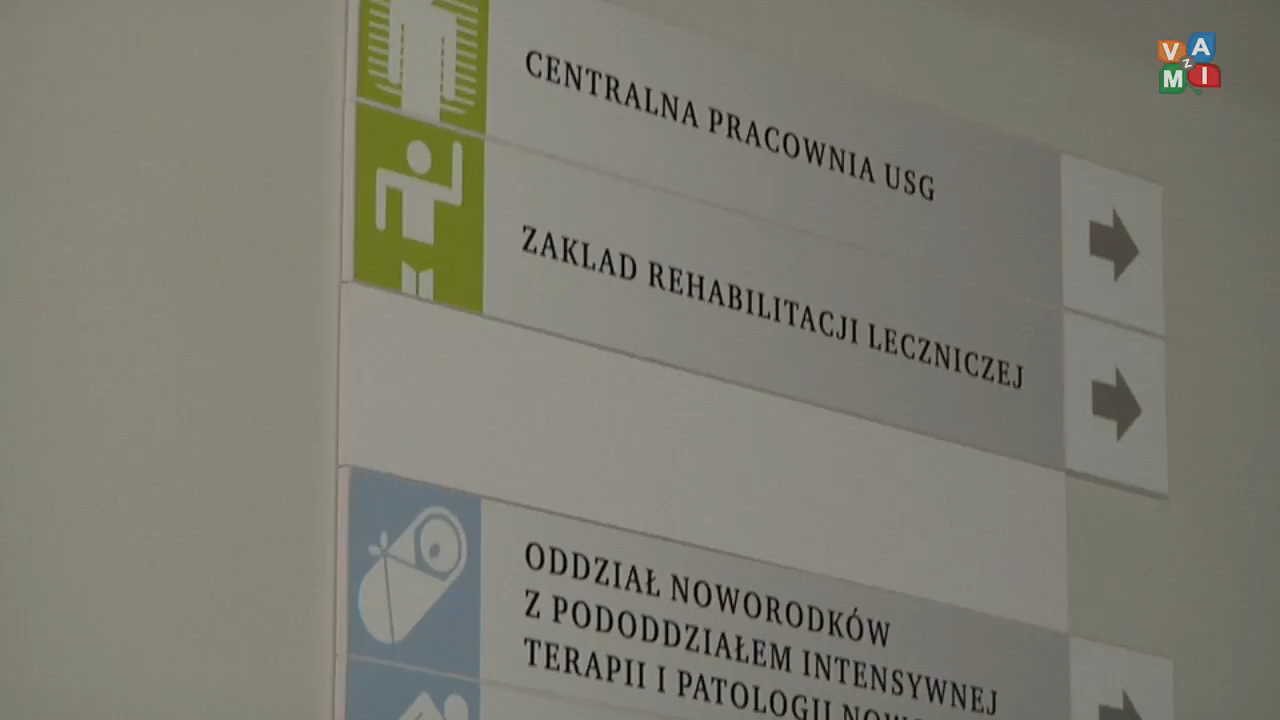 V Z A M I
CENTRALNA PRACOWNIA USG
ZAKLAD REHABILITACJI LECZNICZEJ
ODDZIAŁ NOWORODKÓW
Z PODODDZIAŁEM INTENSYWNEJ
TERAPII I PATOLOGII